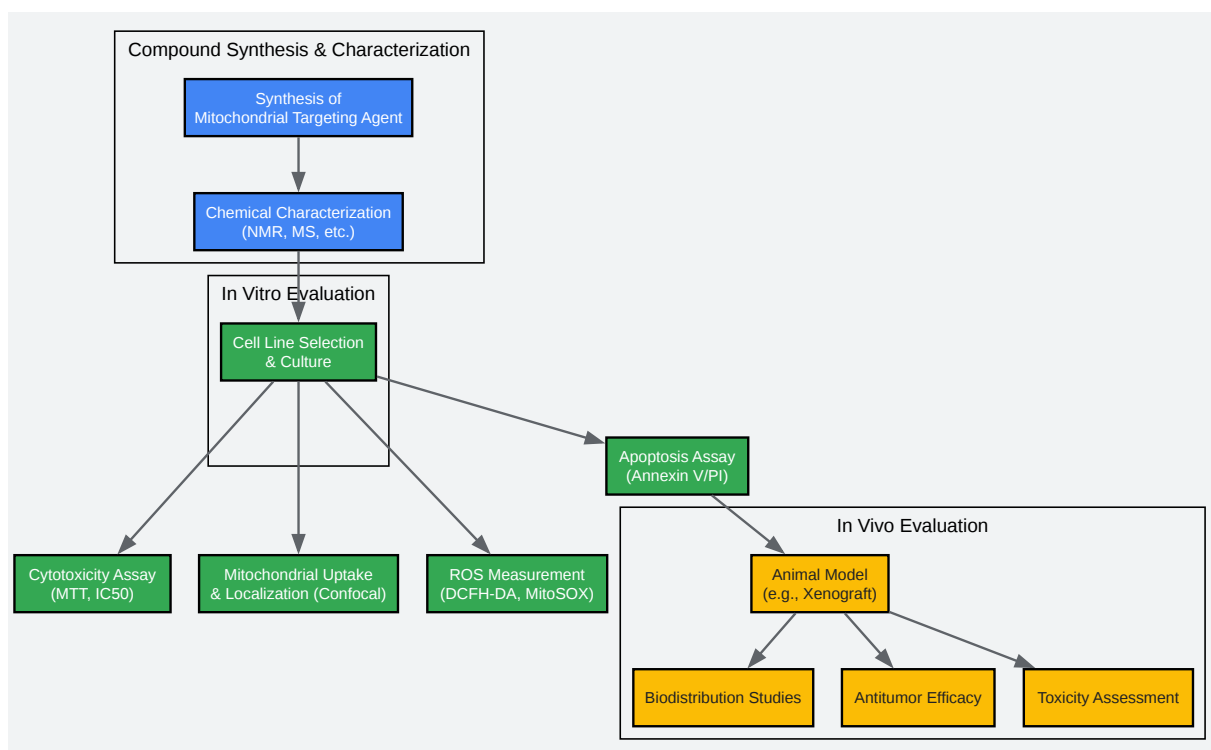 Compound Synthesis & Characterization
Synthesis of
Mitochondrial Targeting Agent
Chemical Characterization
(NMR, MS, etc.)
In Vitro Evaluation
Cell Line Selection
& Culture
Apoptosis Assay
(Annexin V/PI)
In Vivo Evaluation
Cytotoxicity Assay
(MTT, IC50)
Mitochondrial Uptake
& Localization (Confocal)
ROS Measurement
(DCFH-DA, MitoSOX)
Animal Model
(e.g., Xenograft)
Biodistribution Studies
Antitumor Efficacy
Toxicity Assessment